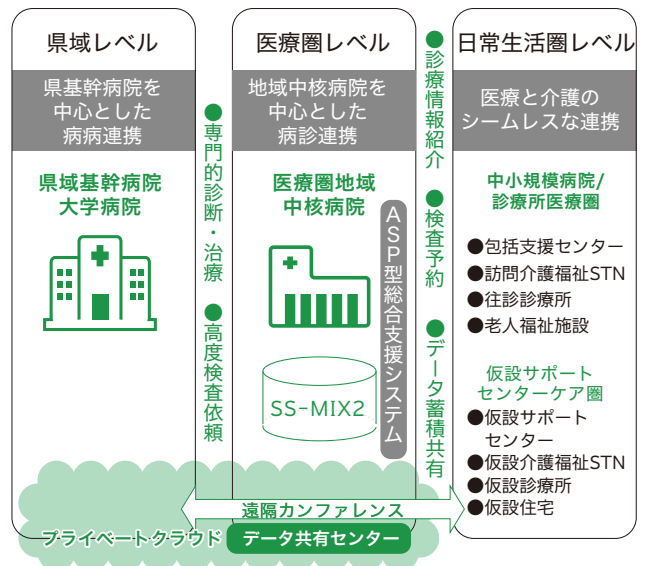 県域レベル
県基幹病院を
中心とした
病病連携
県域基幹病院
大学病院
●専門的診断・治療
●高度検査依頼
医療圏レベル
地域中核病院を
中心とした
病診連携
医療圏地域
中核病院
ASP型総合支援システム
SS-MIX2
●診療情報紹介
●検査予約
●データ蓄積共有
日常生活圏レベル
医療と介護の
シームレスな連携
中小規模病院/
診療所医療圏
●包括支援センター
●訪問介護福祉STN
●往診診療所
●老人福祉施設
仮設サポート
センターケア圏
●仮設サポート
センター
●仮設介護福祉STN
●仮設診療所
●仮設住宅
遠隔カンファレンス
プライベートクラウド
データ共有センター